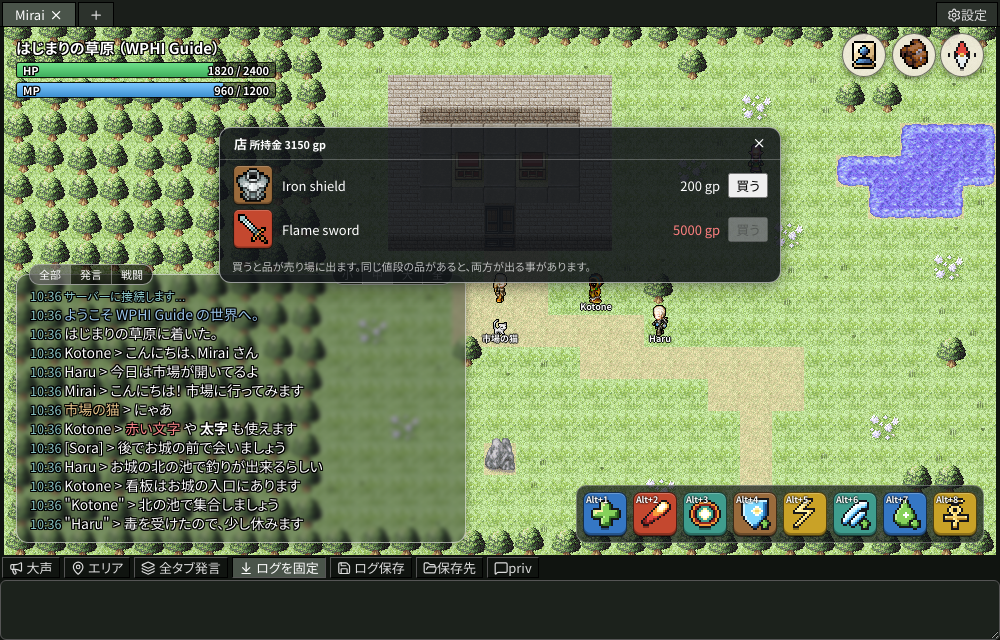 Mirai ×
+
設定
はじまりの草原 (WPHI Guide)
HP 1820 / 2400
MP 960 / 1200
店 所持金 3150 gp
Iron shield 200 gp 買う
Flame sword 5000 gp 買う
買うと品が売り場に出ます。同じ値段の品があると、両方が出る事があります。
全部 発言 戦闘
10:36 サーバーに接続します...
10:36 ようこそ WPHI Guide の世界へ。
10:36 はじまりの草原に着いた。
10:36 Kotone > こんにちは、Mirai さん
10:36 Haru > 今日は市場が開いてるよ
10:36 Mirai > こんにちは! 市場に行ってみます
10:36 市場の猫 > にゃあ
10:36 Kotone > 赤い文字 や 太字 も使えます
10:36 [Sora] > 後でお城の前で会いましょう
10:36 Haru > お城の北の池で釣りが出来るらしい
10:36 Kotone > 看板はお城の入口にあります
10:36 "Kotone" > 北の池で集合しましょう
10:36 "Haru" > 毒を受けたので、少し休みます
Kotone
市場の猫
Haru
Alt+1 Alt+2 Alt+3 Alt+4 Alt+5 Alt+6 Alt+7 Alt+8
大声 エリア 全タブ発言 ログを固定 ログ保存 保存先 priv